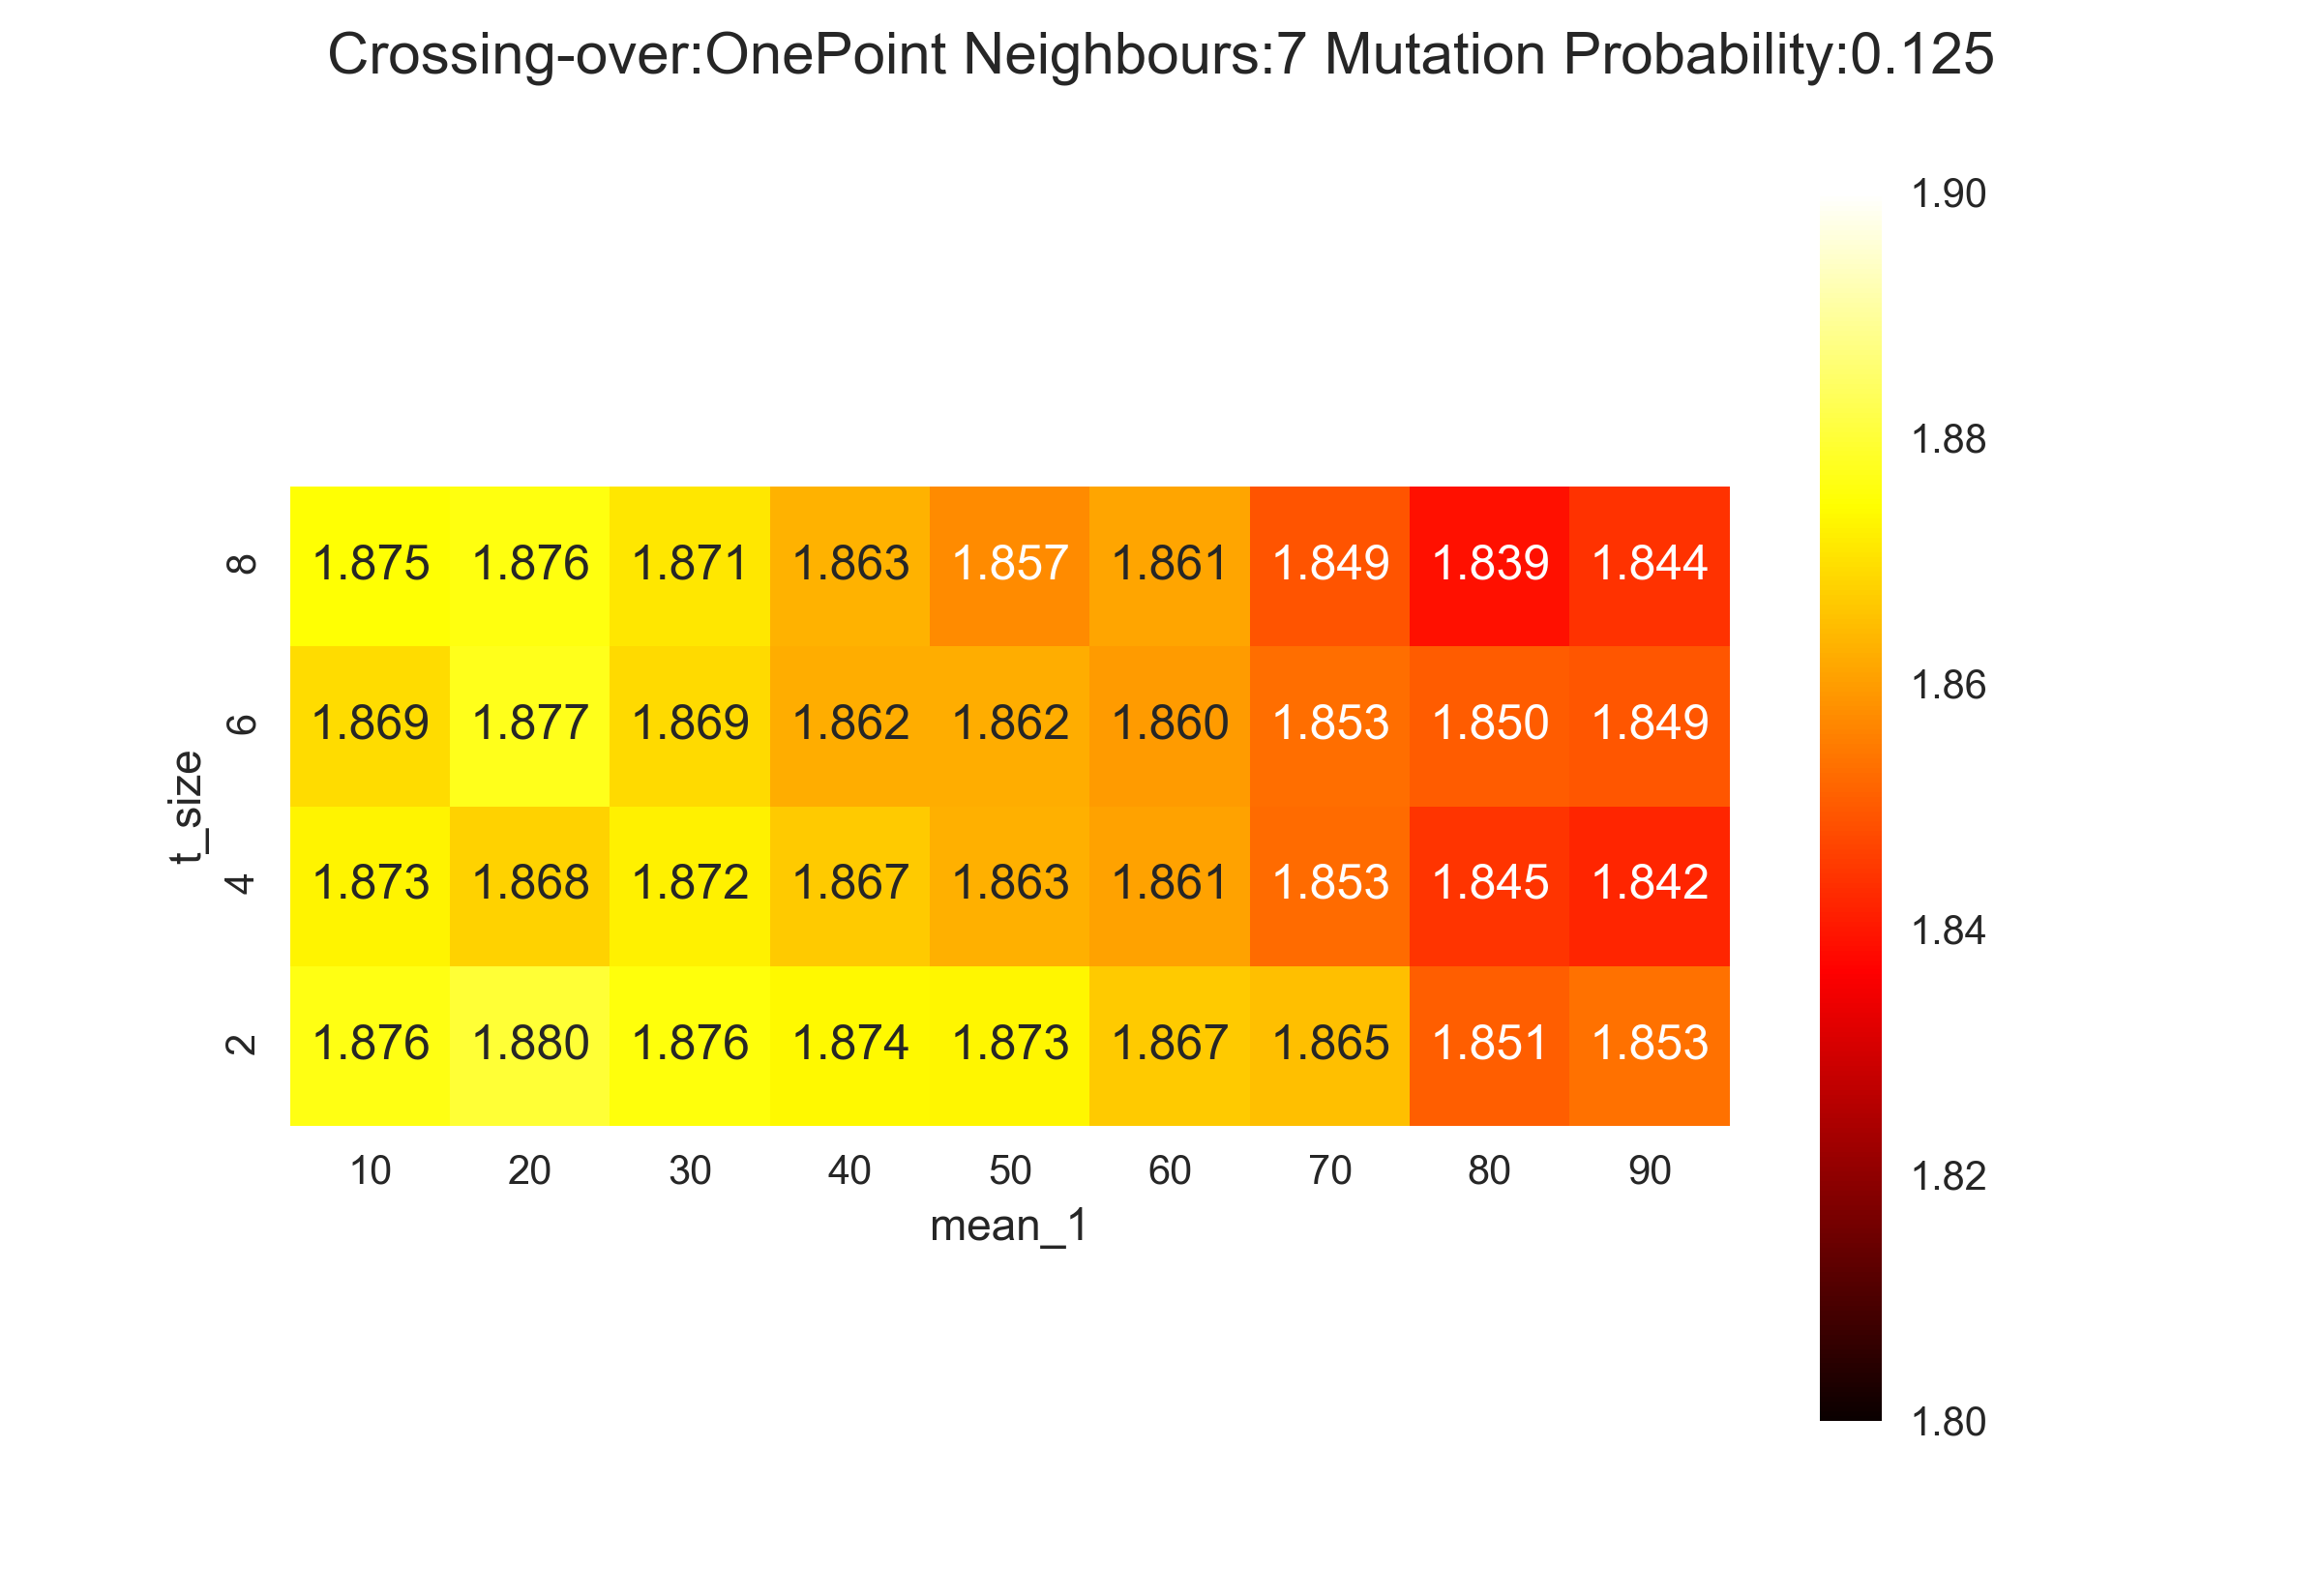 Crossing-over:OnePoint Neighbours:7 Mutation Probability:0.125
1.90
1.88
1.86
1.84
1.82
1.80
t_size
8 1.875 1.876 1.871 1.863 1.857 1.861 1.849 1.839 1.844
6 1.869 1.877 1.869 1.862 1.862 1.860 1.853 1.850 1.849
4 1.873 1.868 1.872 1.867 1.863 1.861 1.853 1.845 1.842
2 1.876 1.880 1.876 1.874 1.873 1.867 1.865 1.851 1.853
10 20 30 40 50 60 70 80 90
mean_1